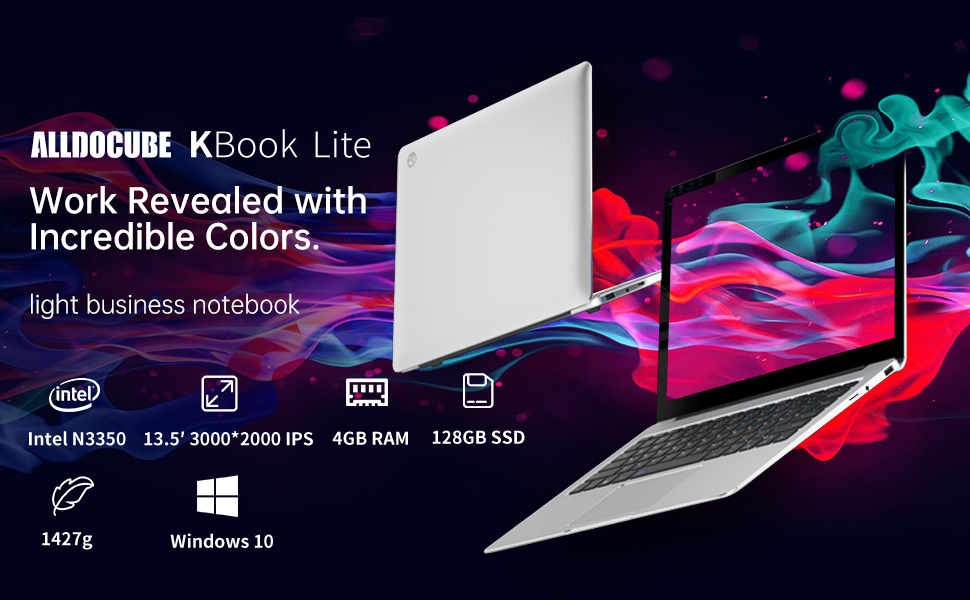 ALLDOCUBE KBook Lite
Work Revealed with
Incredible Colors.
light business notebook
intel
Intel N3350
13.5′ 3000*2000 IPS
4GB RAM
128GB SSD
1427g
Windows 10